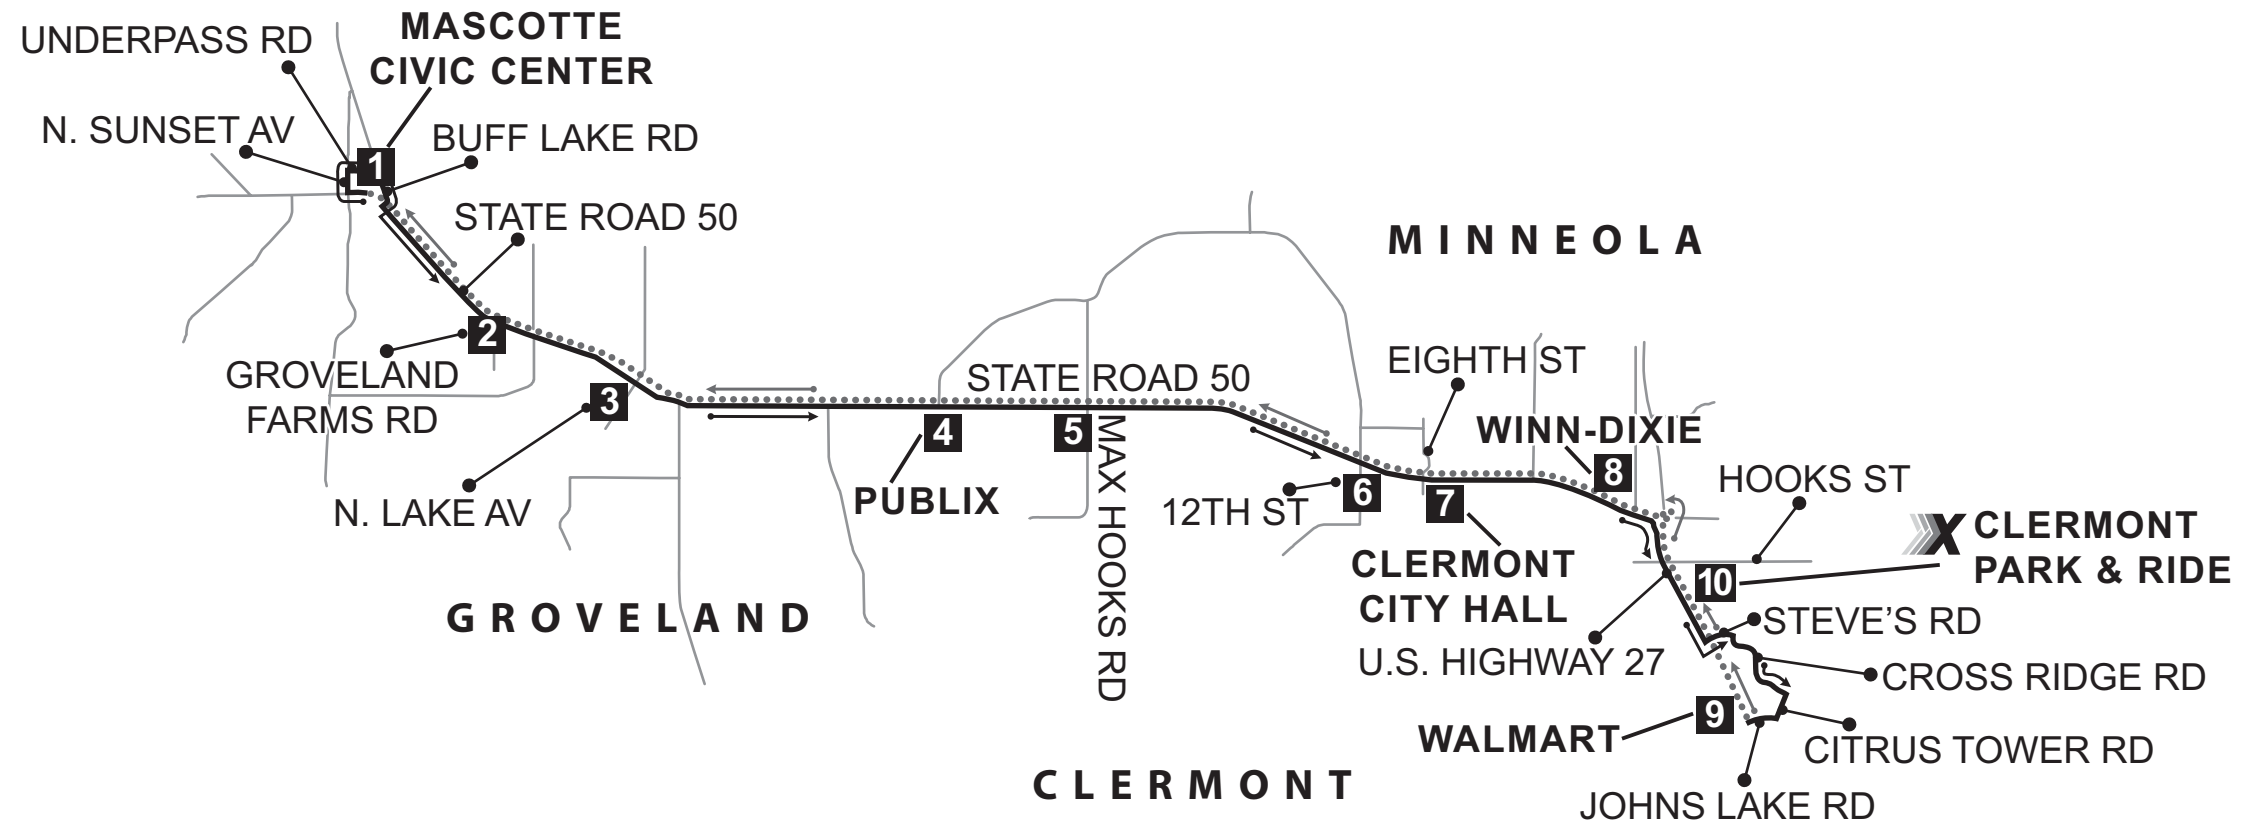 MASCOTTE
CIVIC CENTER
UNDERPASS RD
N. SUNSET AV
1
BUFF LAKE RD
STATE ROAD 50
2
GROVELAND
FARMS RD
3
N. LAKE AV
GROVELAND
STATE ROAD 50
4
PUBLIX
5
MAX HOOKS RD
MINNEOLA
EIGHTH ST
WINN-DIXIE
8
6
12TH ST
7
CLERMONT
CITY HALL
HOOKS ST
X CLERMONT
PARK & RIDE
10
STEVE'S RD
U.S. HIGHWAY 27
CROSS RIDGE RD
9
WALMART
CITRUS TOWER RD
JOHNS LAKE RD
CLERMONT